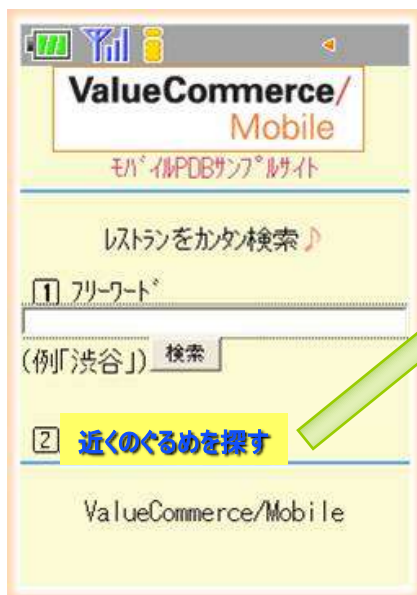 ValueCommerce/
Mobile
ﾓﾊﾞｲﾙPDBｻﾝﾌﾟﾙｻｲﾄ
ﾚｽﾄﾗﾝをｶﾝﾀﾝ検索♪
1 ﾌﾘｰﾜｰﾄﾞ
(例｢渋谷｣) 検索
2 近くのぐるめを探す
ValueCommerce/Mobile